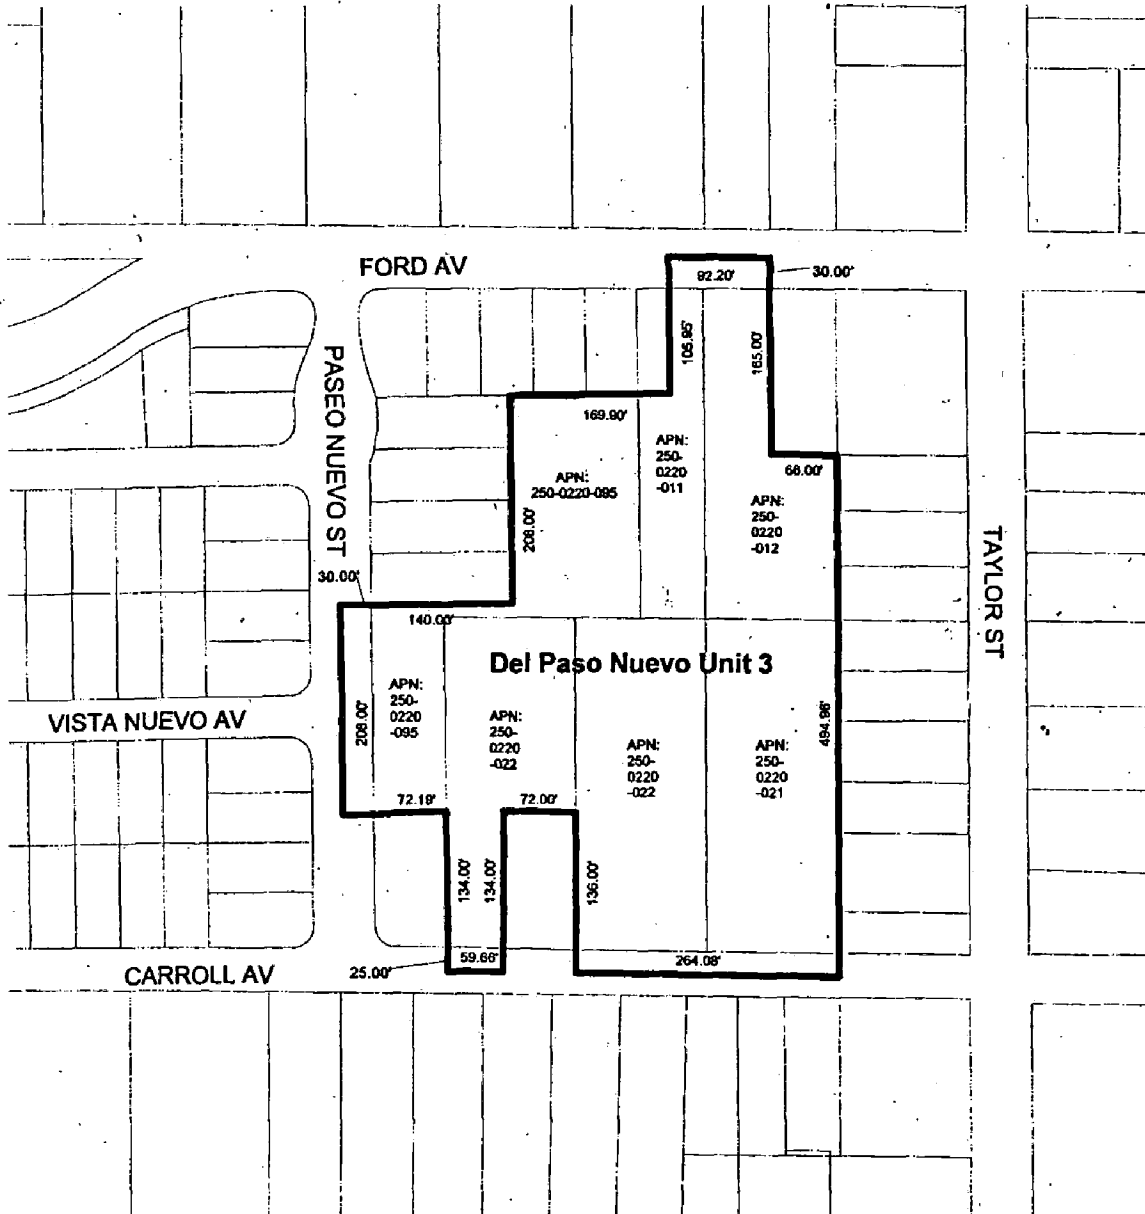 FORD AV
92.20'
30.00'
105.95'
165.00'
PASEO NUEVO ST
169.90'
APN:
250-
0220
-011
66.00'
APN:
250-0220-095
APN:
250-
0220
-012
208.00'
TAYLOR ST
30.00'
140.00'
Del Paso Nuevo Unit 3
APN:
250-
0220
-095
208.00'
VISTA NUEVO AV
APN:
250-
0220
-022
APN:
250-
0220
-022
APN:
250-
0220
-021
494.96'
72.19'
72.00'
134.00'
134.00'
136.00'
59.66'
264.08'
25.00'
CARROLL AV